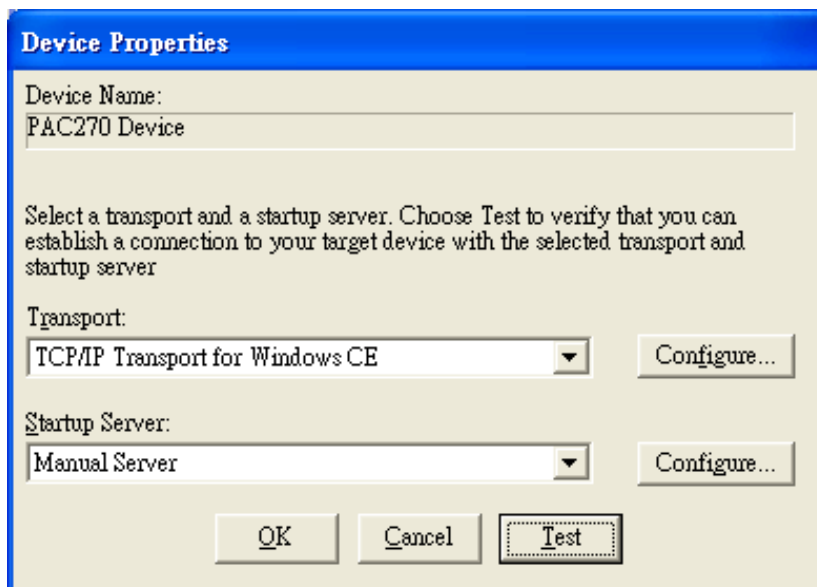 Device Properties
Device Name:
PAC270 Device
Select a transport and a startup server. Choose Test to verify that you can
establish a connection to your target device with the selected transport and
startup server
Transport:
TCP/IP Transport for Windows CE
Configure...
Startup Server:
Manual Server
Configure...
OK Cancel Test